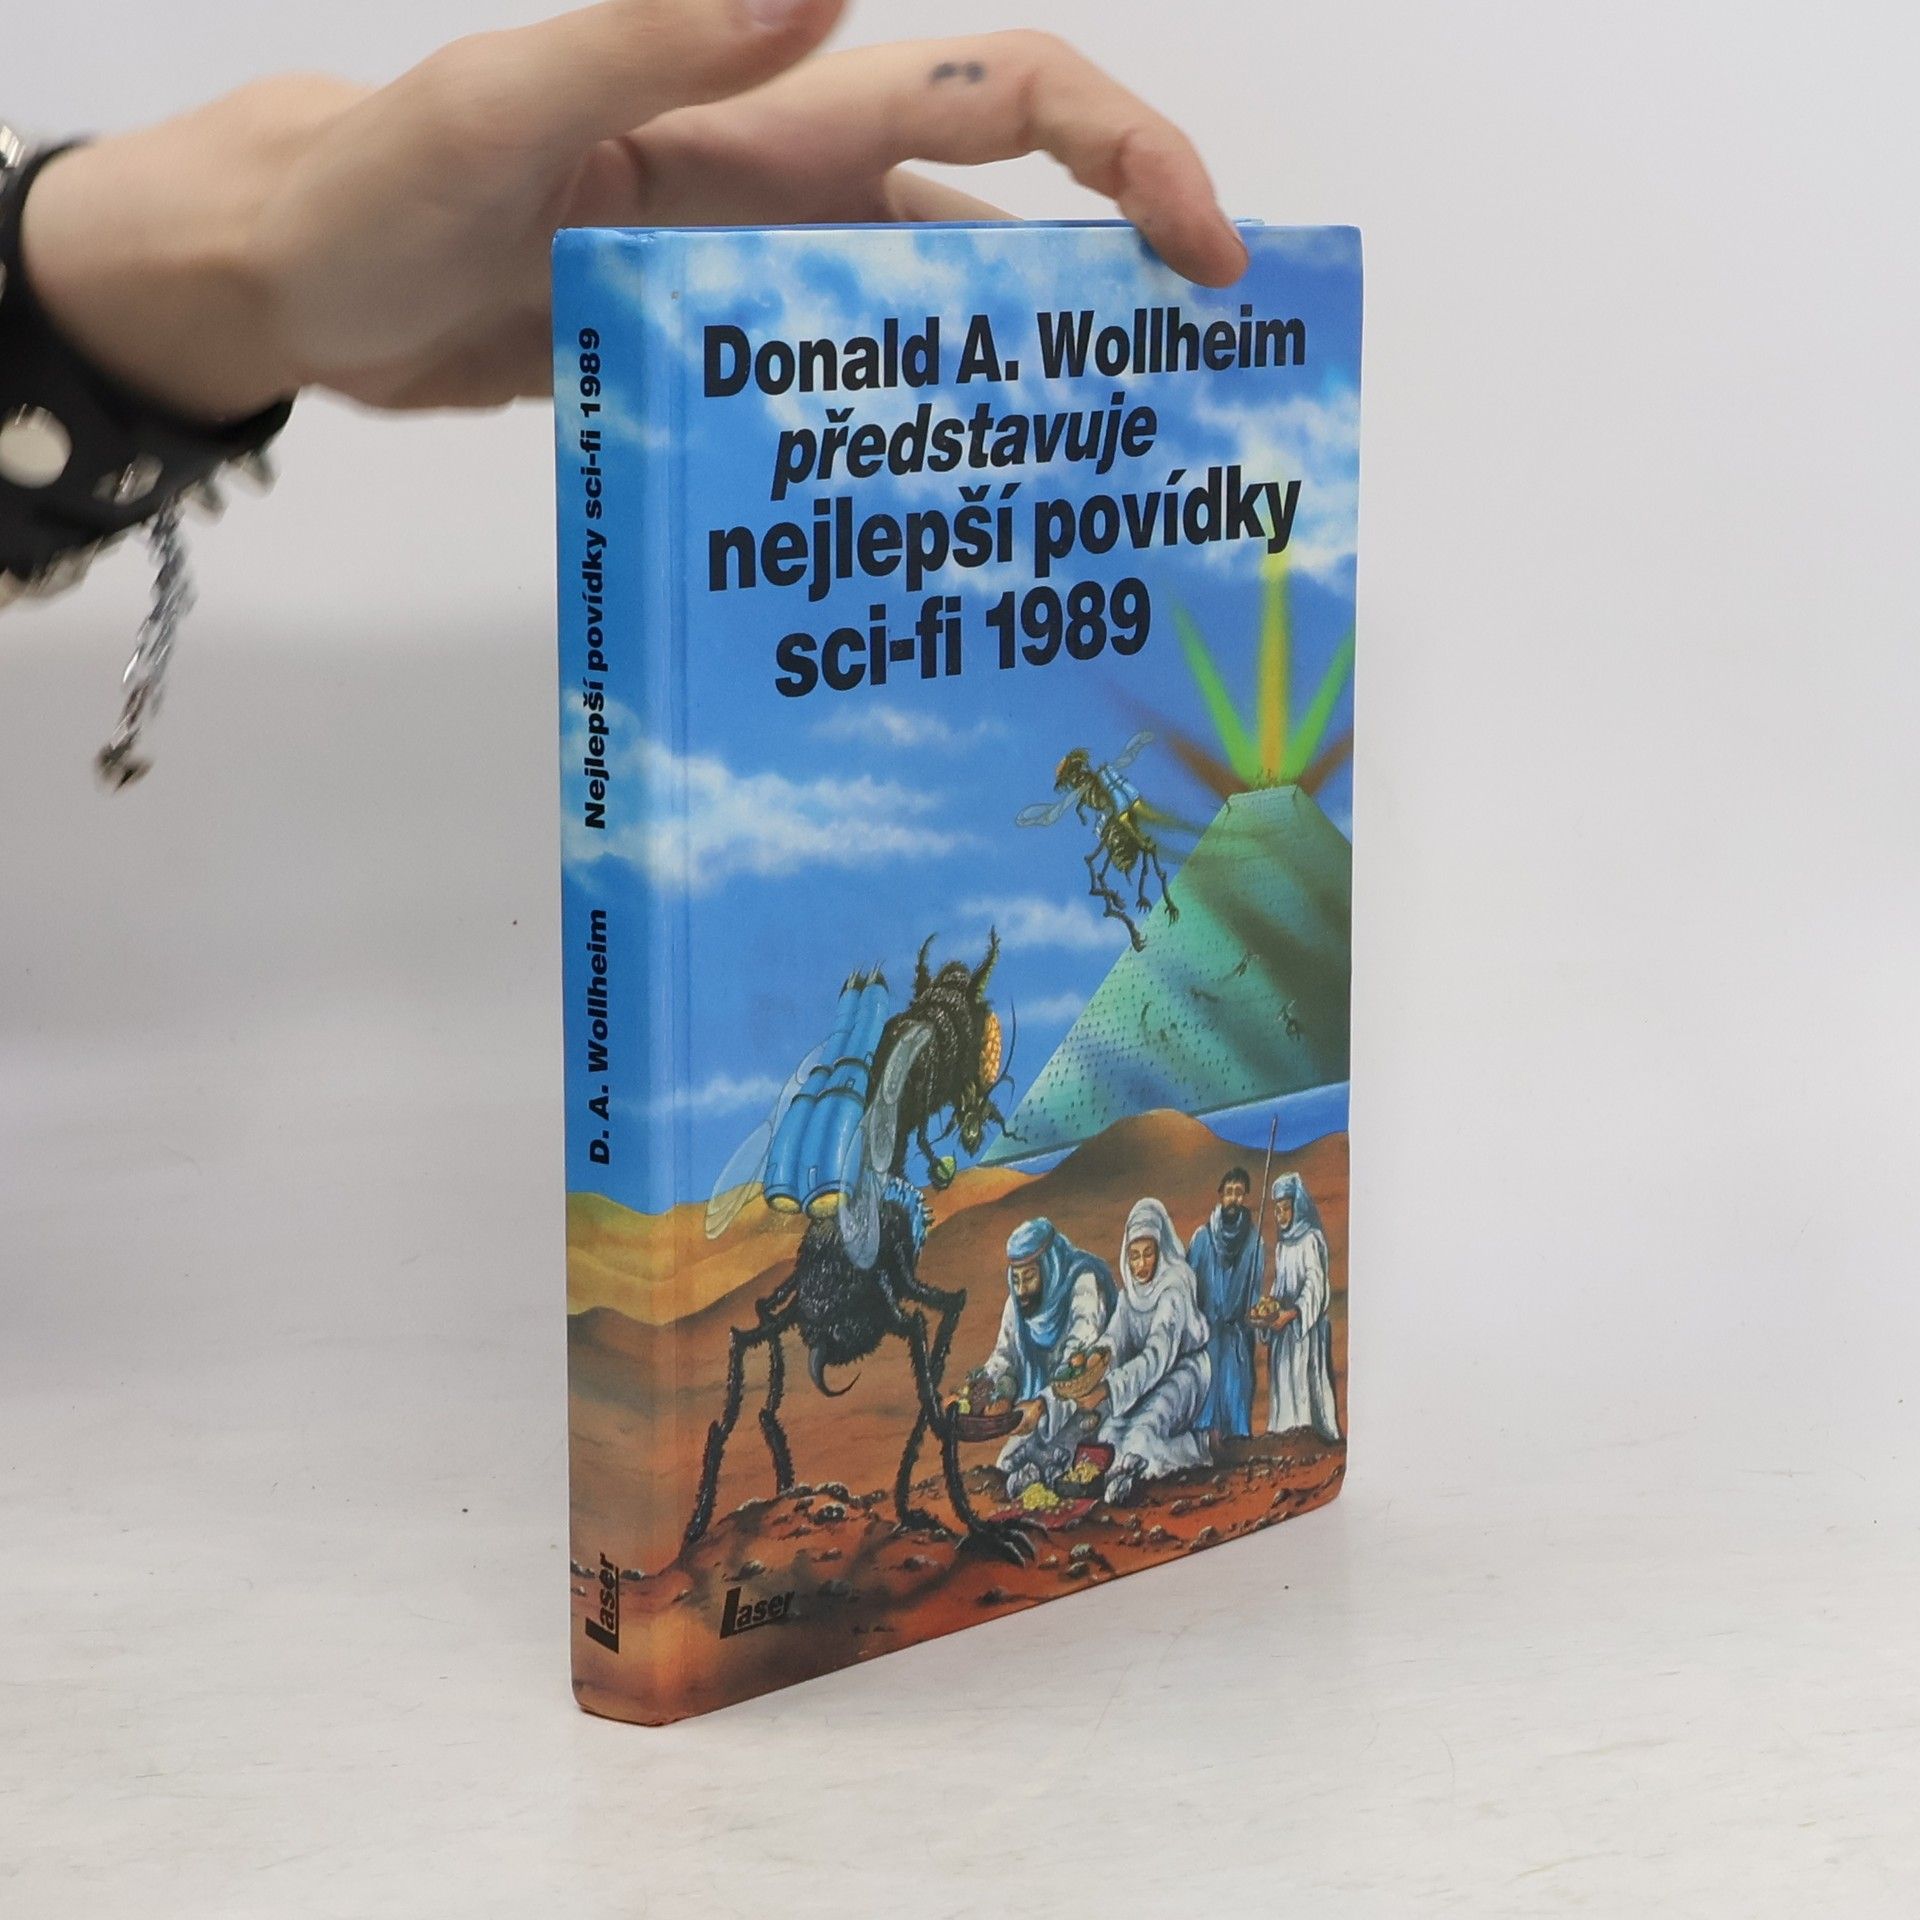 Donald A. Wollheim
představuje
nejlepší povídky
sci-fi 1989
Laser
D. A. Wollheim Nejlepší povídky sci-fi 1989
Laser